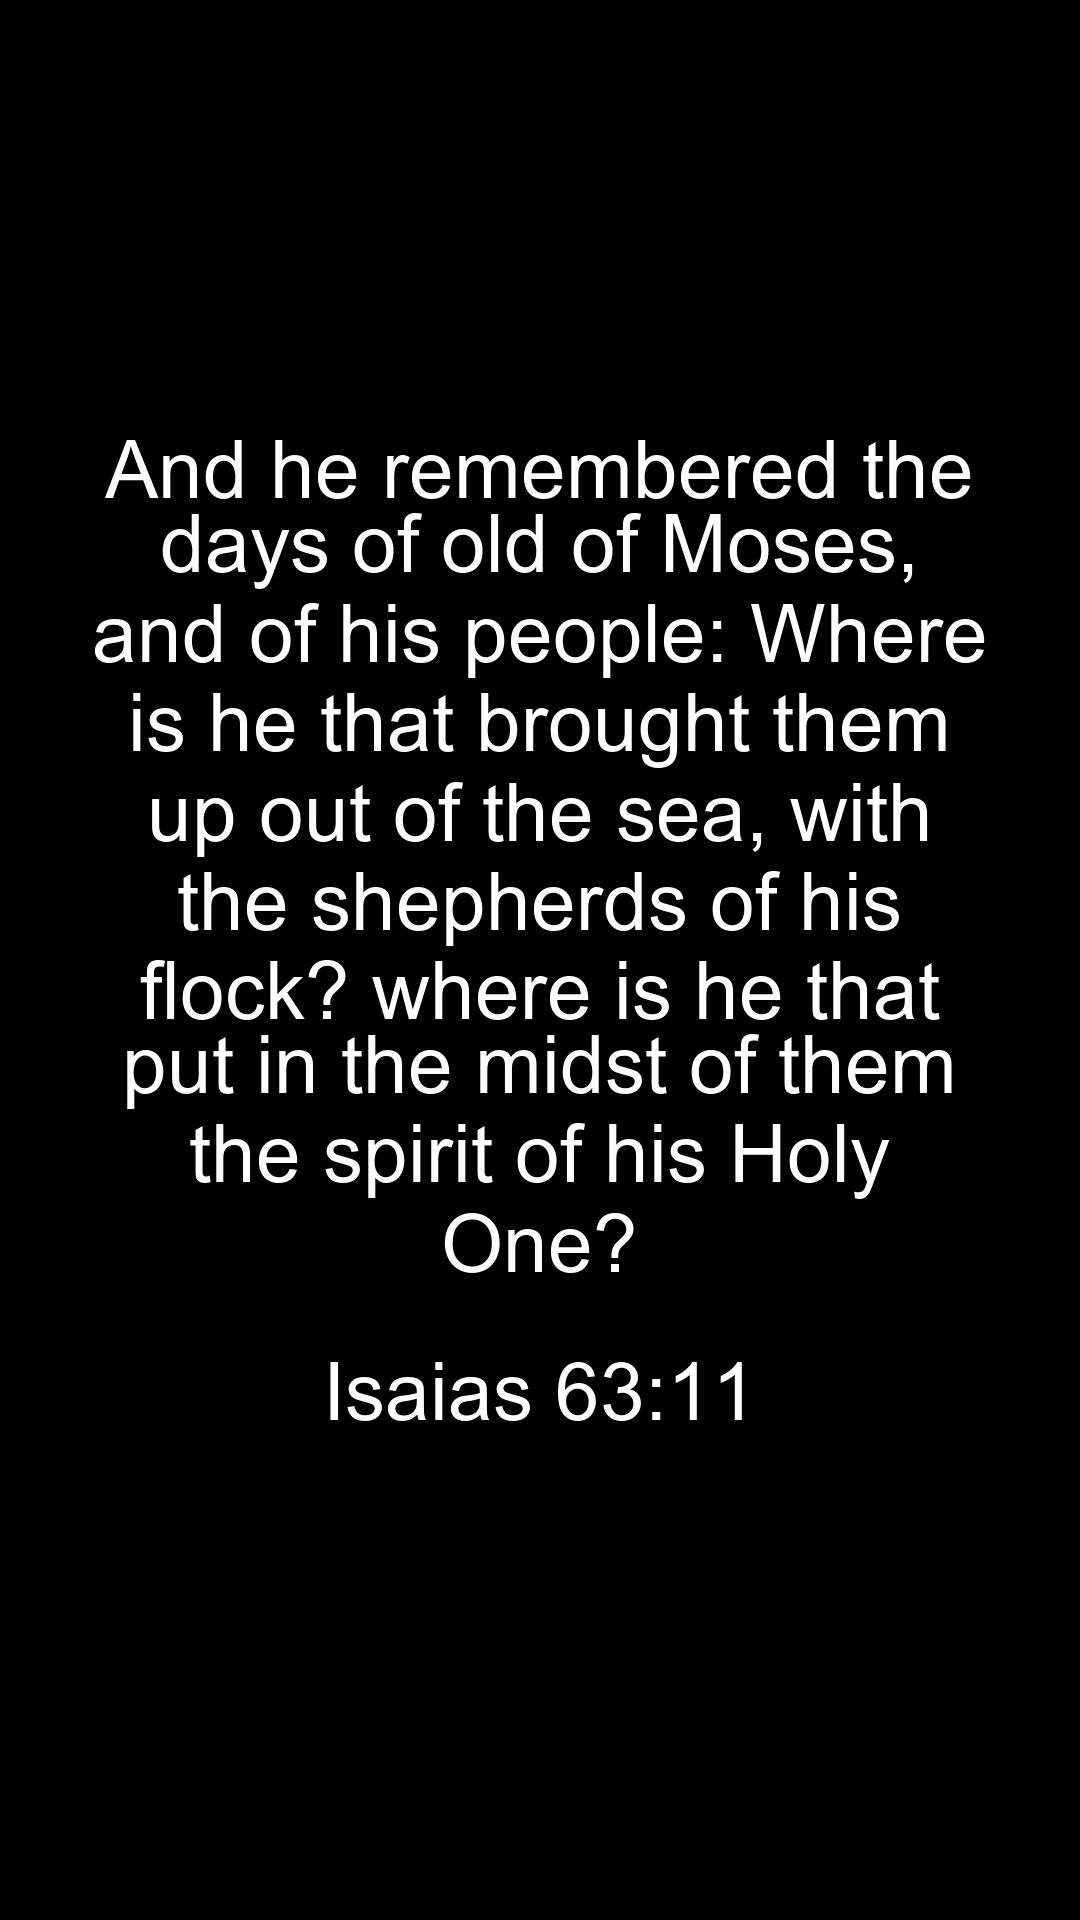 And he remembered the
days of old of Moses,
and of his people: Where
is he that brought them
up out of the sea, with
the shepherds of his
flock? where is he that
put in the midst of them
the spirit of his Holy
One?
Isaias 63:11